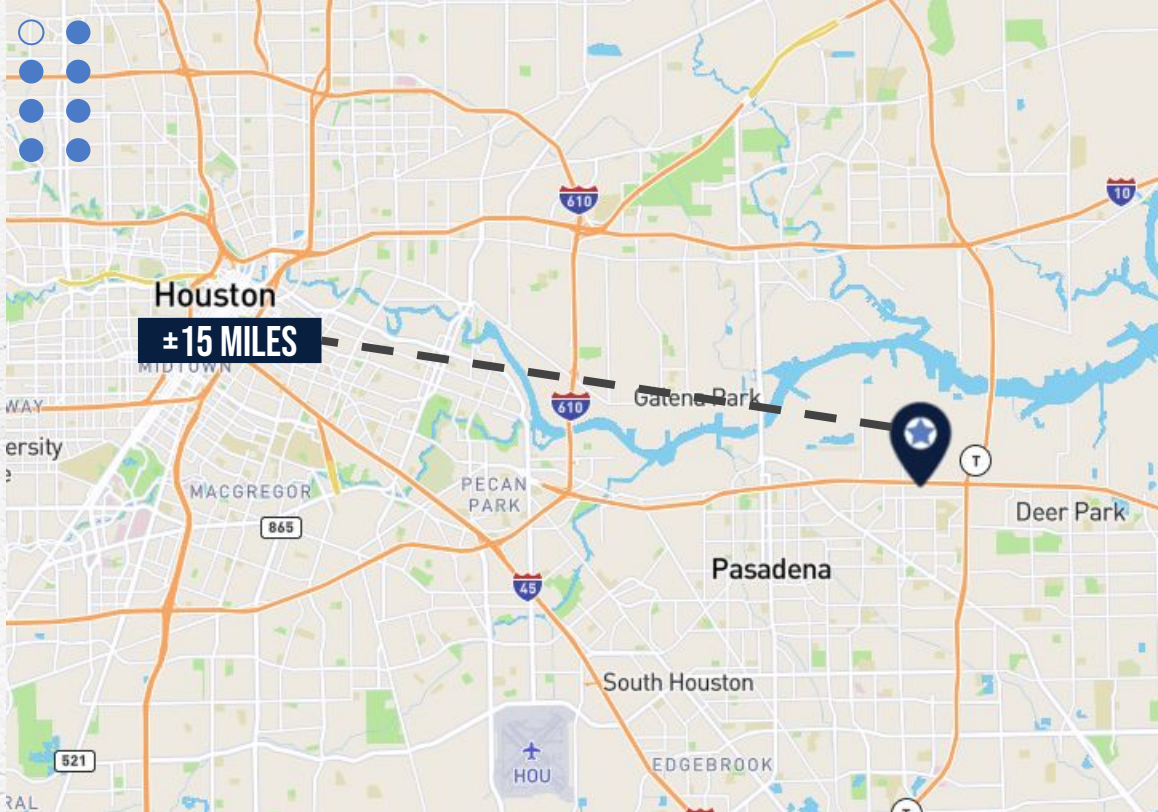 610
10
Houston
±15 MILES
MIDTOWN
WAY
610
Galena Park
ersity
e
T
PECAN
PARK
MACGREGOR
Deer Park
865
Pasadena
45
South Houston
521
HOU
EDGEBROOK
RAL
T